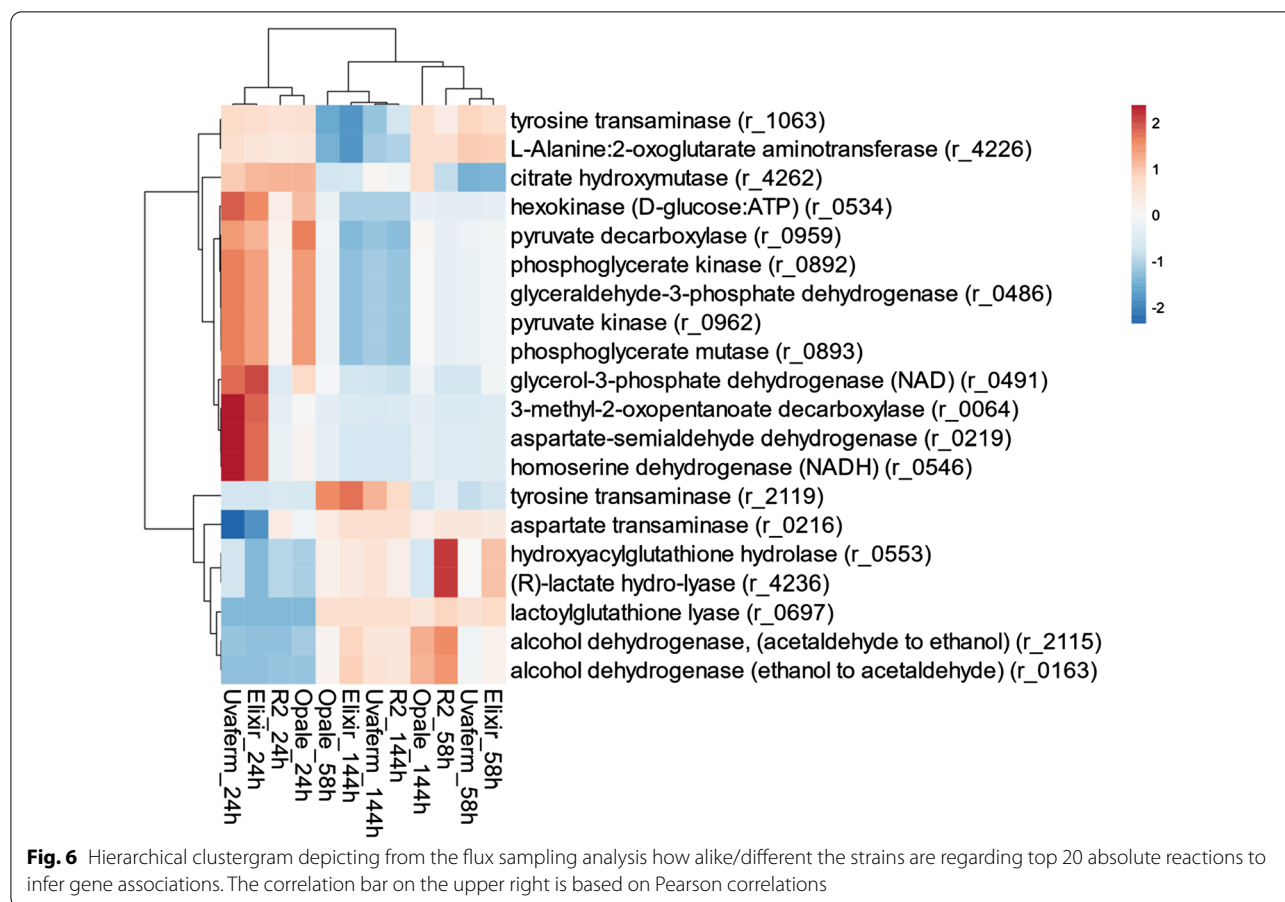 tyrosine transaminase (r_1063)
L-Alanine:2-oxoglutarate aminotransferase (r_4226)
citrate hydroxymutase (r_4262)
hexokinase (D-glucose:ATP) (r_0534)
pyruvate decarboxylase (r_0959)
phosphoglycerate kinase (r_0892)
glyceraldehyde-3-phosphate dehydrogenase (r_0486)
pyruvate kinase (r_0962)
phosphoglycerate mutase (r_0893)
glycerol-3-phosphate dehydrogenase (NAD) (r_0491)
3-methyl-2-oxopentanoate decarboxylase (r_0064)
aspartate-semialdehyde dehydrogenase (r_0219)
homoserine dehydrogenase (NADH) (r_0546)
tyrosine transaminase (r_2119)
aspartate transaminase (r_0216)
hydroxyacylglutathione hydrolase (r_0553)
(R)-lactate hydro-lyase (r_4236)
lactoylglutathione lyase (r_0697)
alcohol dehydrogenase, (acetaldehyde to ethanol) (r_2115)
alcohol dehydrogenase (ethanol to acetaldehyde) (r_0163)
2
1
0
-1
-2
Uvaferm_24h
Elixir_24h
R2_24h
Opale_24h
Opale_58h
Elixir_144h
Uvaferm_144h
R2_144h
Opale_144h
R2_58h
Uvaferm_58h
Elixir_58h
Fig. 6 Hierarchical clustergram depicting from the flux sampling analysis how alike/different the strains are regarding top 20 absolute reactions to
infer gene associations. The correlation bar on the upper right is based on Pearson correlations